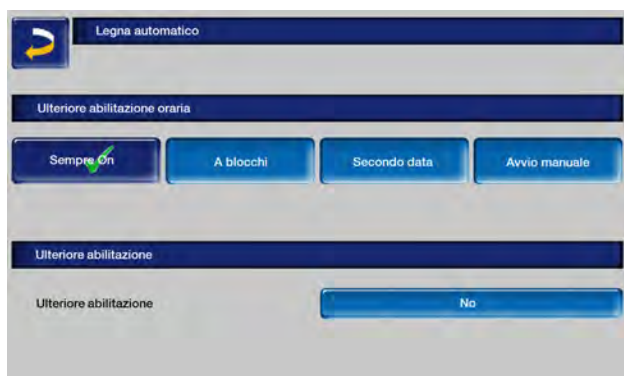 Legna automatico
Ulteriore abilitazione oraria
Sempre On A blocchi Secondo data Avvio manuale
Ulteriore abilitazione
Ulteriore abilitazione No